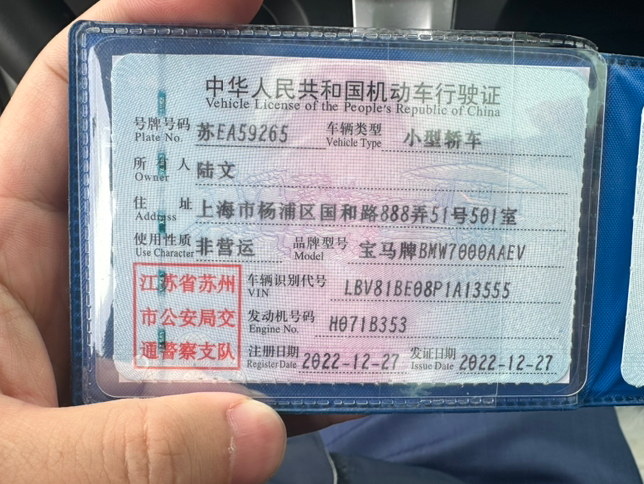 中华人民共和国机动车行驶证
Vehicle License of the People's Republic of China
号牌号码 苏EA59265 车辆类型 小型轿车
Plate No. Vehicle Type
所有人 陆文
Owner
住址 上海市杨浦区国和路888弄51号501室
Address
使用性质 非营运 品牌型号 宝马牌BMW7000AAEV
Use Character Model
江苏省苏州
市公安局交
通警察支队
车辆识别代号 LBV81BE08P1A13555
VIN
发动机号码 H071B353
Engine No.
注册日期 2022-12-27 发证日期 2022-12-27
Register Date Issue Date